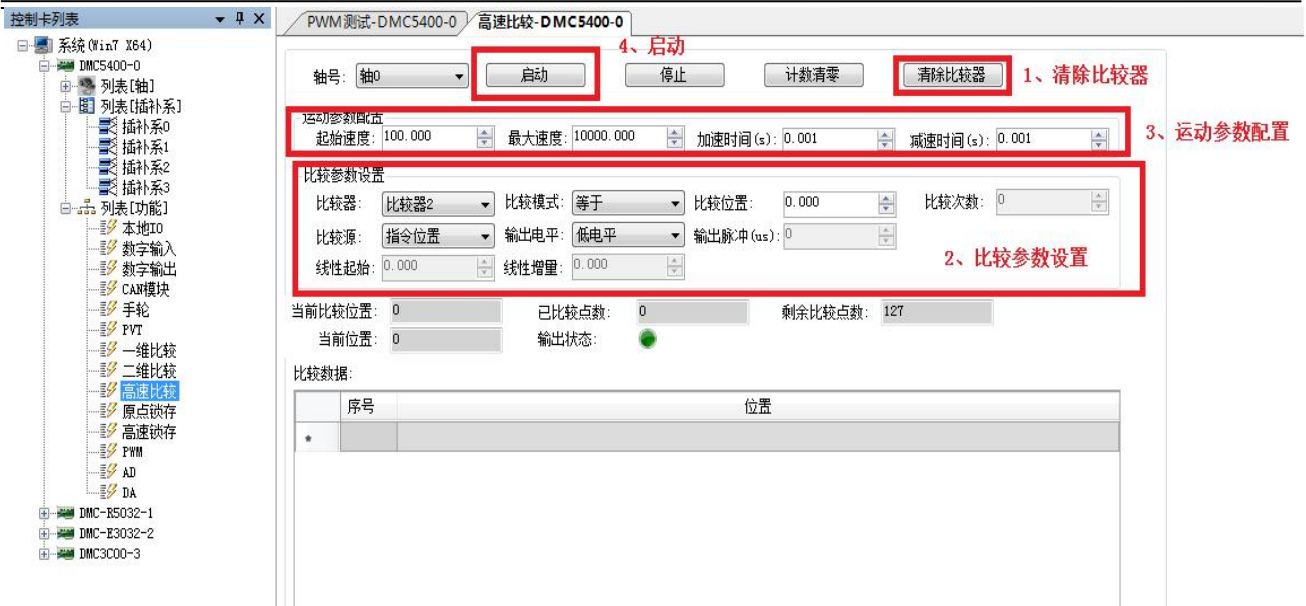 控制卡列表
系统(Win7 X64)
DMC5400-0
列表[轴]
列表[插补系]
插补系0
插补系1
插补系2
插补系3
列表[功能]
本地IO
数字输入
数字输出
CAN模块
手轮
PVT
一维比较
二维比较
高速比较
原点锁存
高速锁存
PWM
AD
DA
DMC-R5032-1
DMC-E3032-2
DMC3C00-3
PWM测试-DMC5400-0 高速比较-DMC5400-0
4、启动
轴号: 轴0 启动 停止 计数清零 清除比较器 1、清除比较器
运动参数配置
起始速度: 100.000 最大速度: 10000.000 加速时间(s): 0.001 减速时间(s): 0.001
3、运动参数配置
比较参数设置
比较器: 比较器2 比较模式: 等于 比较位置: 0.000 比较次数: 0
比较源: 指令位置 输出电平: 低电平 输出脉冲(us): 0
2、比较参数设置
线性起始: 0.000 线性增量: 0.000
当前比较位置: 0 已比较点数: 0 剩余比较点数: 127
当前位置: 0 输出状态:
比较数据:
序号 位置
*